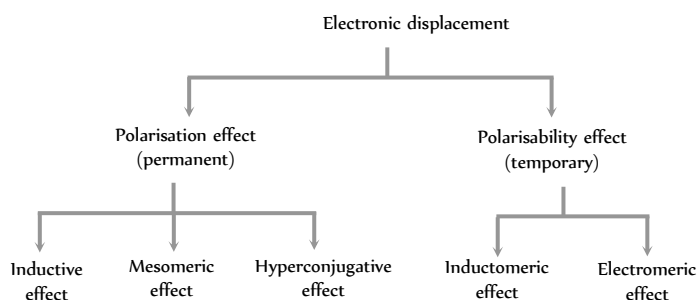 Electronic displacement
Polarisation effect
(permanent)
Polarisability effect
(temporary)
Inductive
effect
Mesomeric
effect
Hyperconjugative
effect
Inductomeric
effect
Electromeric
effect